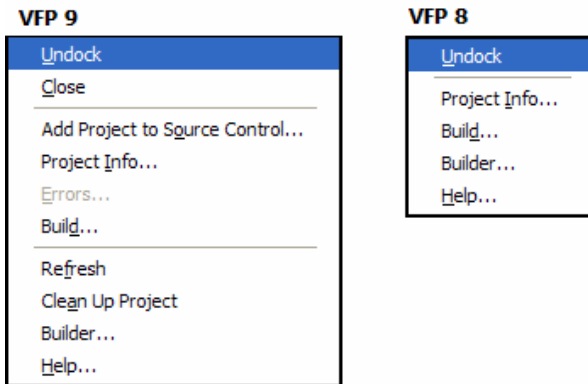 VFP 9
Undock
Close
Add Project to Source Control...
Project Info...
Errors...
Build...
Refresh
Clean Up Project
Builder...
Help...
VFP 8
Undock
Project Info...
Build...
Builder...
Help...